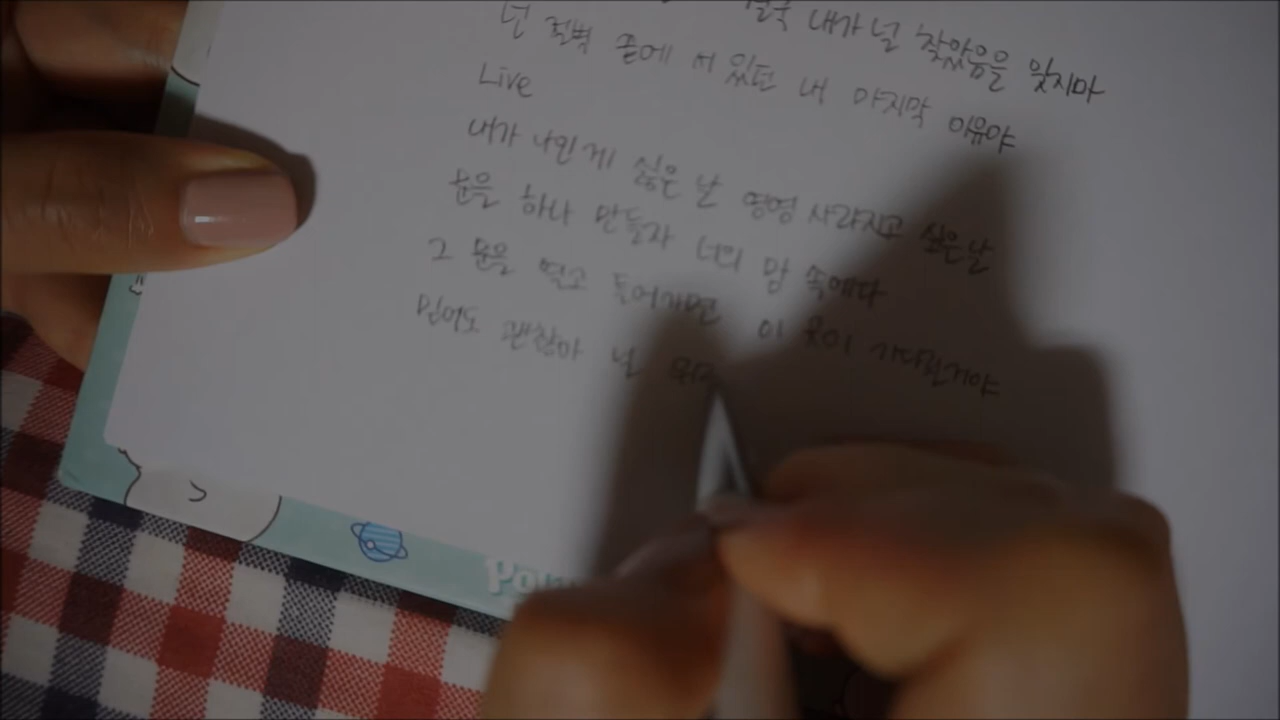 내가 널 찾았음을 잊지마
넌 절벽 끝에 서 있던 내 마지막 이유야
Live
내가 나인 게 싫은 날 영영 사라지고 싶은 날
문을 하나 만들자 너의 맘 속에다
그 문을 열고 들어가면 이 곳이 기다릴거야
믿어도 괜찮아 널